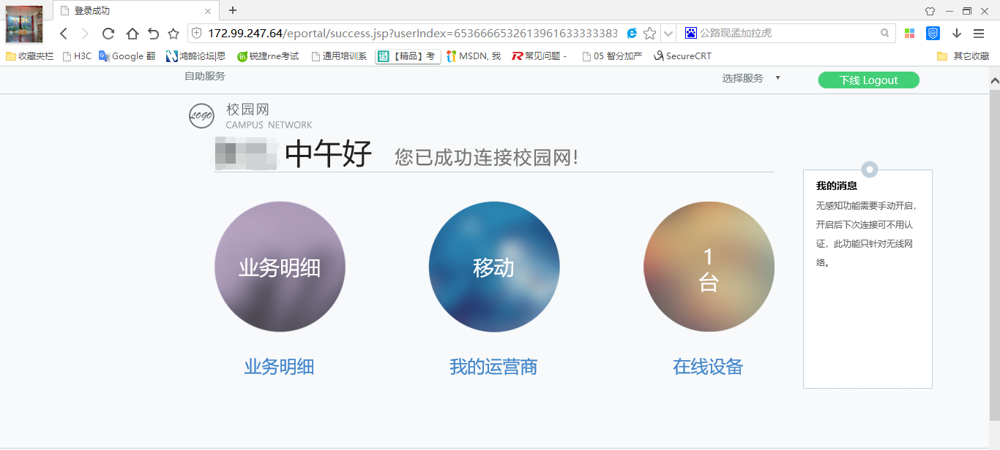 登录成功
172.99.247.64/eportal/success.jsp?userIndex=6536666532613961633333383
公路现孟加拉虎
收藏夹栏
H3C
Google 翻
鸿鹄论坛|思
锐捷rne考试
通用培训系
【精品】考
MSDN, 我
常见问题 -
05 智分加产
SecureCRT
其它收藏
自助服务
选择服务
下线 Logout
LOGO
校园网
CAMPUS NETWORK
中午好
您已成功连接校园网!
我的消息
无感知功能需要手动开启,
开启后下次连接可不用认
证，此功能只针对无线网
络。
业务明细
移动
1
台
业务明细
我的运营商
在线设备